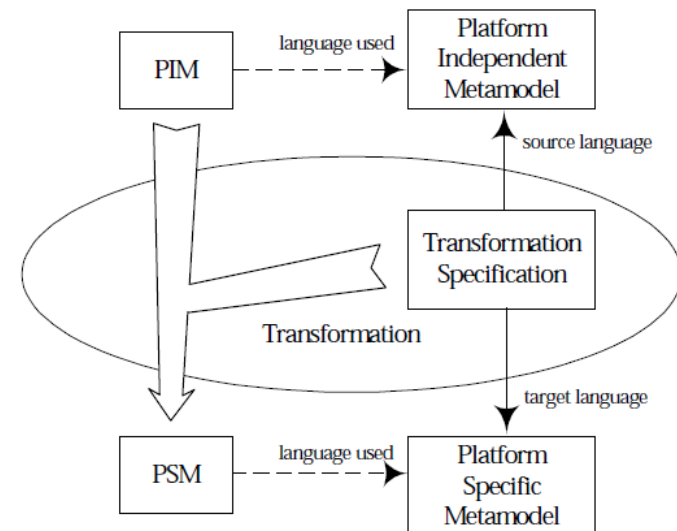 PIM
language used
Platform
Independent
Metamodel
source language
Transformation
Specification
Transformation
target language
PSM
language used
Platform
Specific
Metamodel